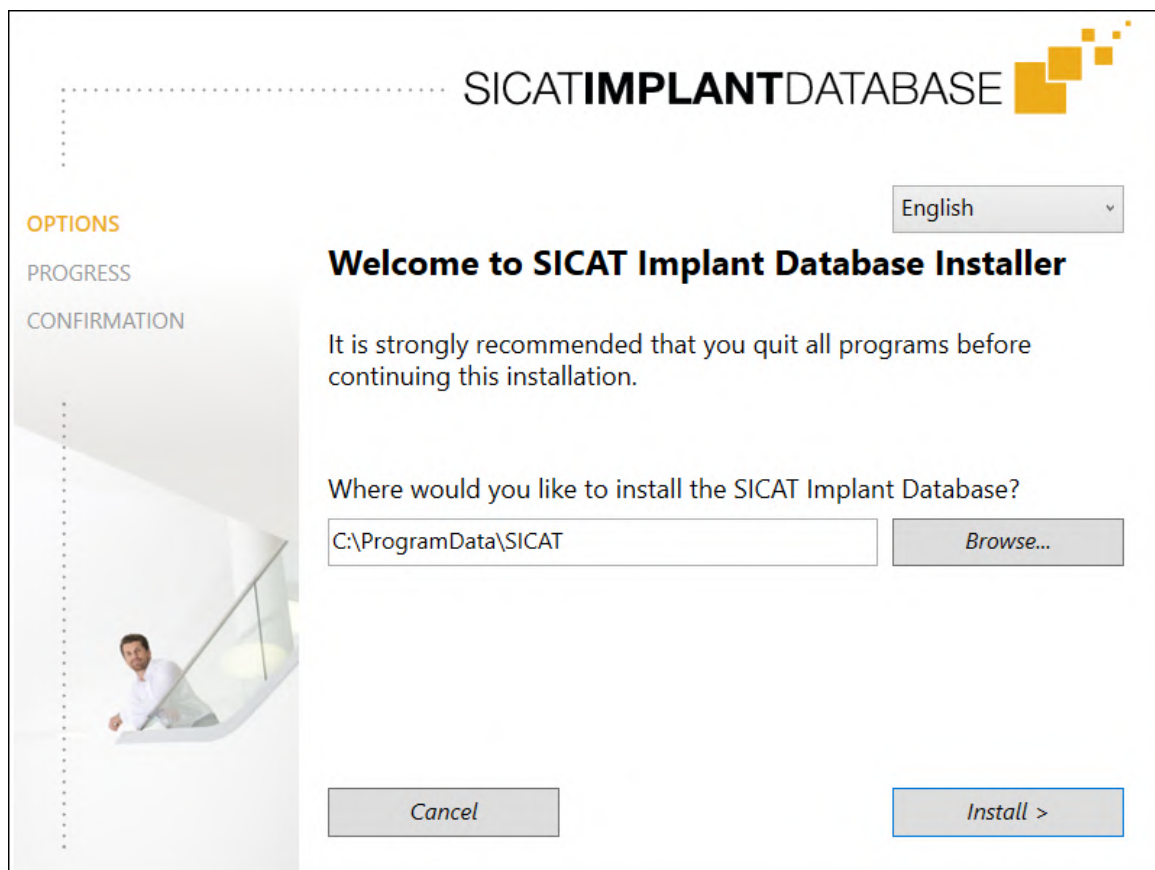 SICATIMPLANTDATABASE
English
OPTIONS
PROGRESS
CONFIRMATION
Welcome to SICAT Implant Database Installer
It is strongly recommended that you quit all programs before
continuing this installation.
Where would you like to install the SICAT Implant Database?
C:\ProgramData\SICAT
Browse...
Cancel
Install >